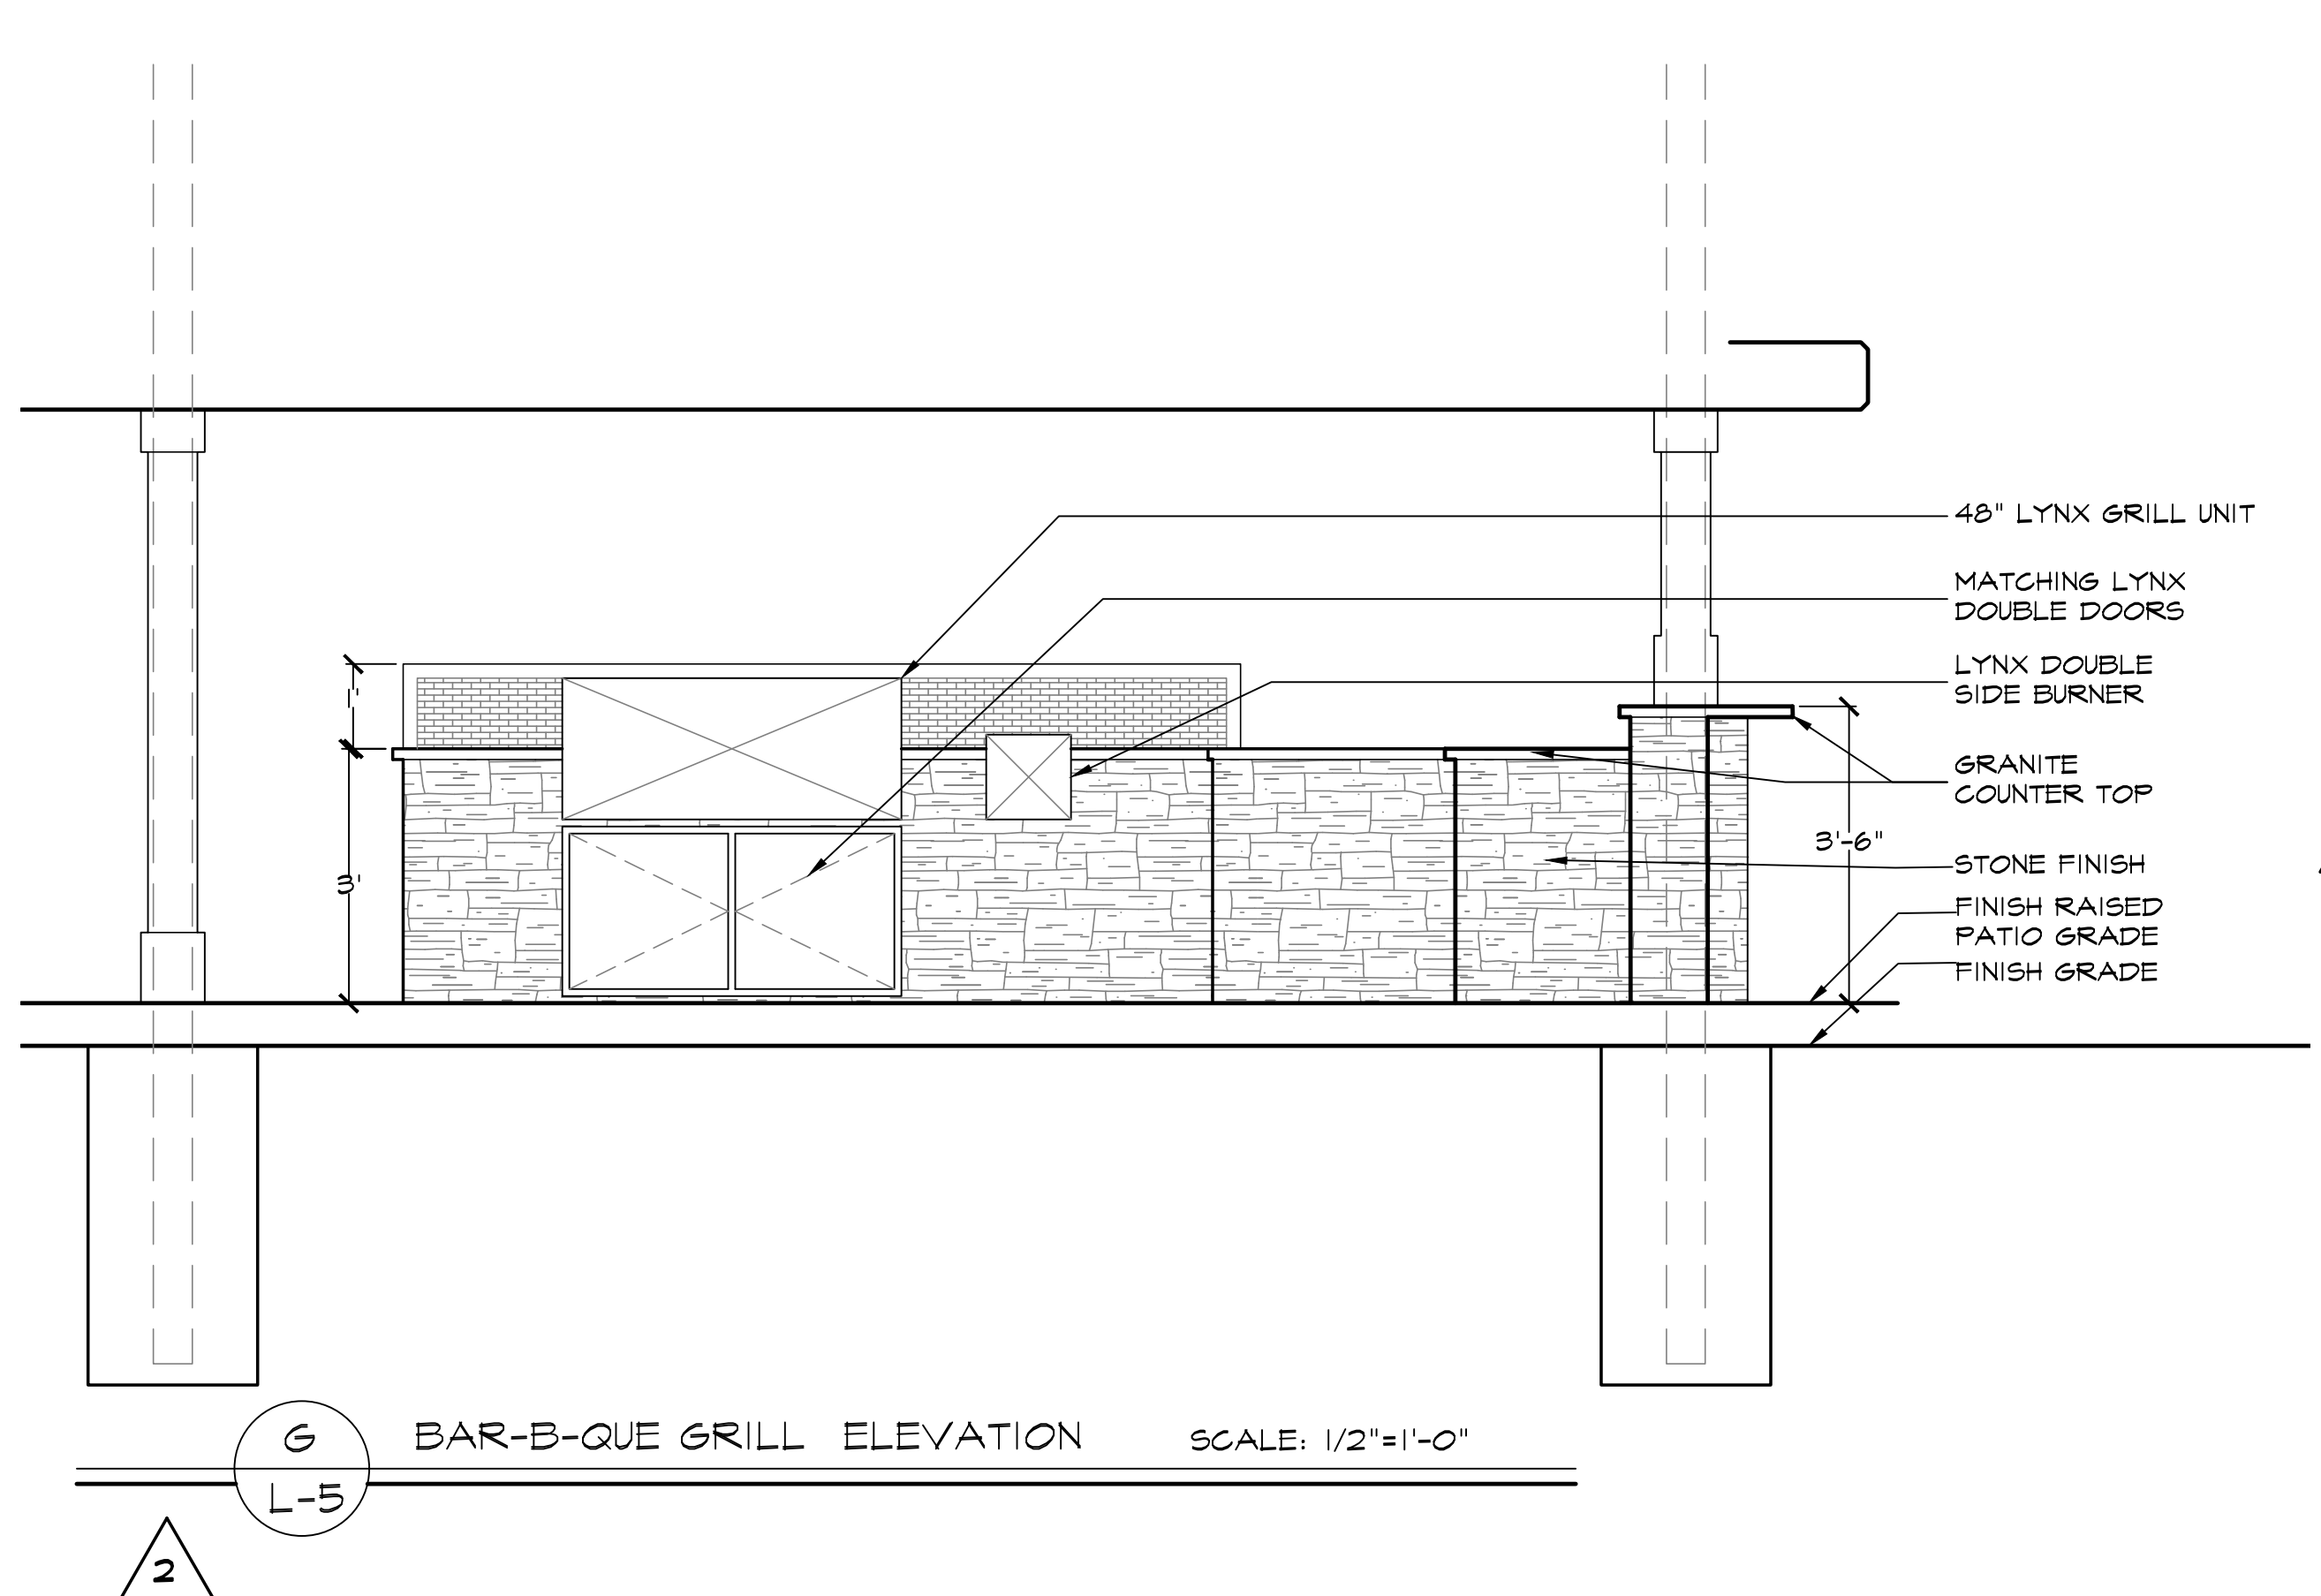 48" LYNX GRILL UNIT
MATCHING LYNX
DOUBLE DOORS
LYNX DOUBLE
SIDE BURNER
1'
GRANITE
COUNTER TOP
3'-6"
STONE FINISH
3'
FINISH RAISED
PATIO GRADE
FINISH GRADE
G
BAR-B-QUE GRILL ELEVATION SCALE: 1/2"=1'-0"
L-5
2